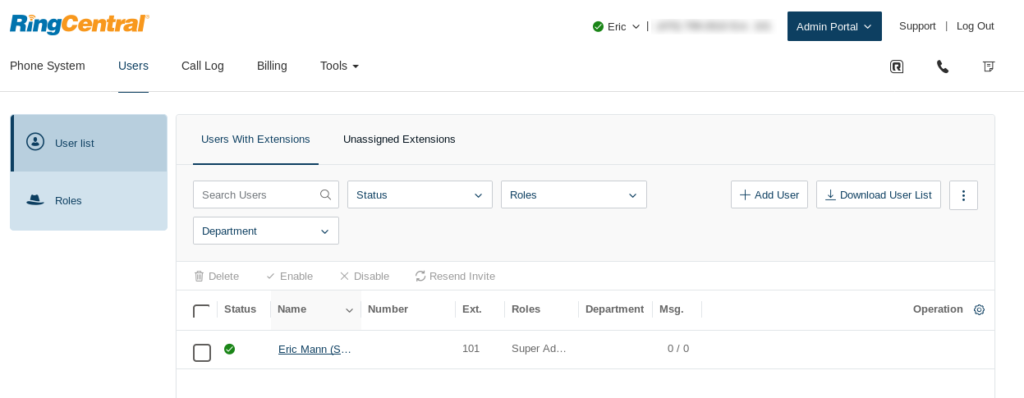 RingCentral®
Eric | Admin Portal Support | Log Out
Phone System Users Call Log Billing Tools
User list
Roles
Users With Extensions Unassigned Extensions
Search Users Status Roles Add User Download User List
Department
Delete Enable Disable Resend Invite
Status Name Number Ext. Roles Department Msg. Operation
Eric Mann (S... 101 Super Ad... 0 / 0